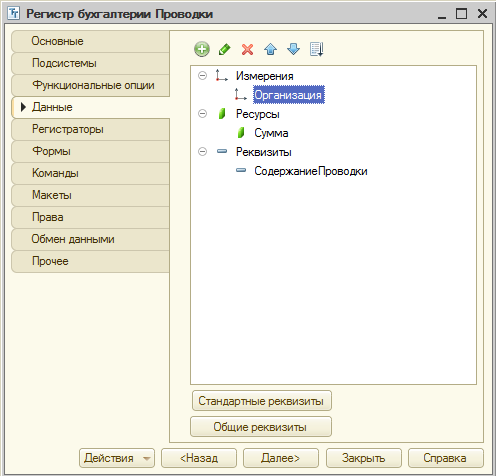 Регистр бухгалтерии Проводки
Основные
Подсистемы
Функциональные опции
Данные
Регистраторы
Формы
Команды
Макеты
Права
Обмен данными
Прочее
Измерения
Организация
Ресурсы
Сумма
Реквизиты
СодержаниеПроводки
Стандартные реквизиты
Общие реквизиты
Действия
<Назад
Далее>
Закрыть
Справка